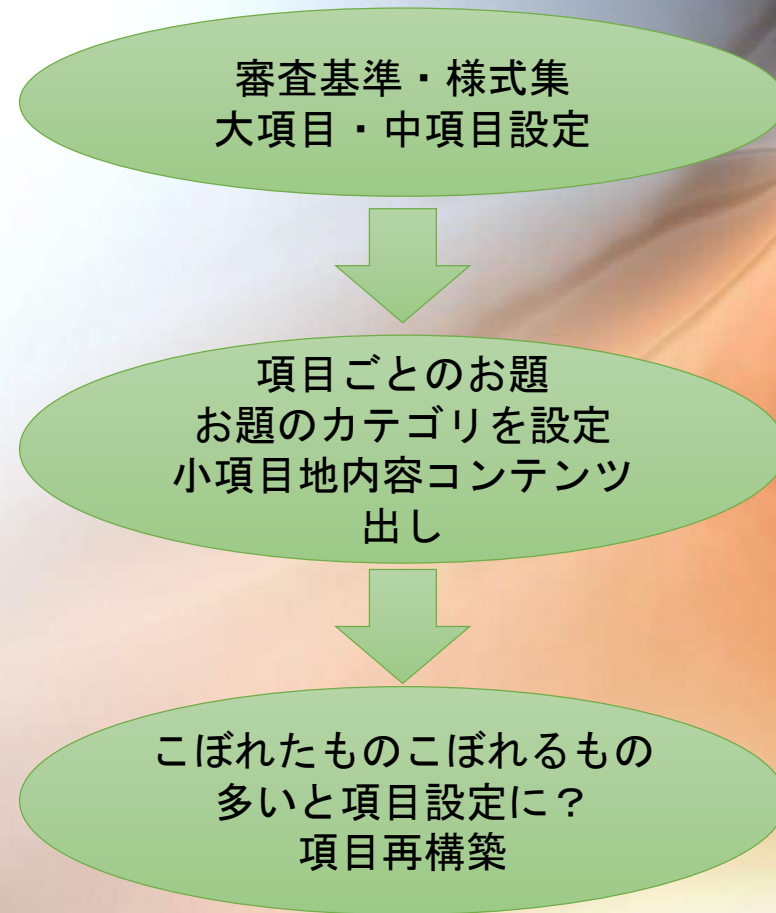 審査基準・様式集
大項目・中項目設定
項目ごとのお題
お題のカテゴリを設定
小項目地内容コンテンツ
出し
こぼれたものこぼれるもの
多いと項目設定に？
項目再構築